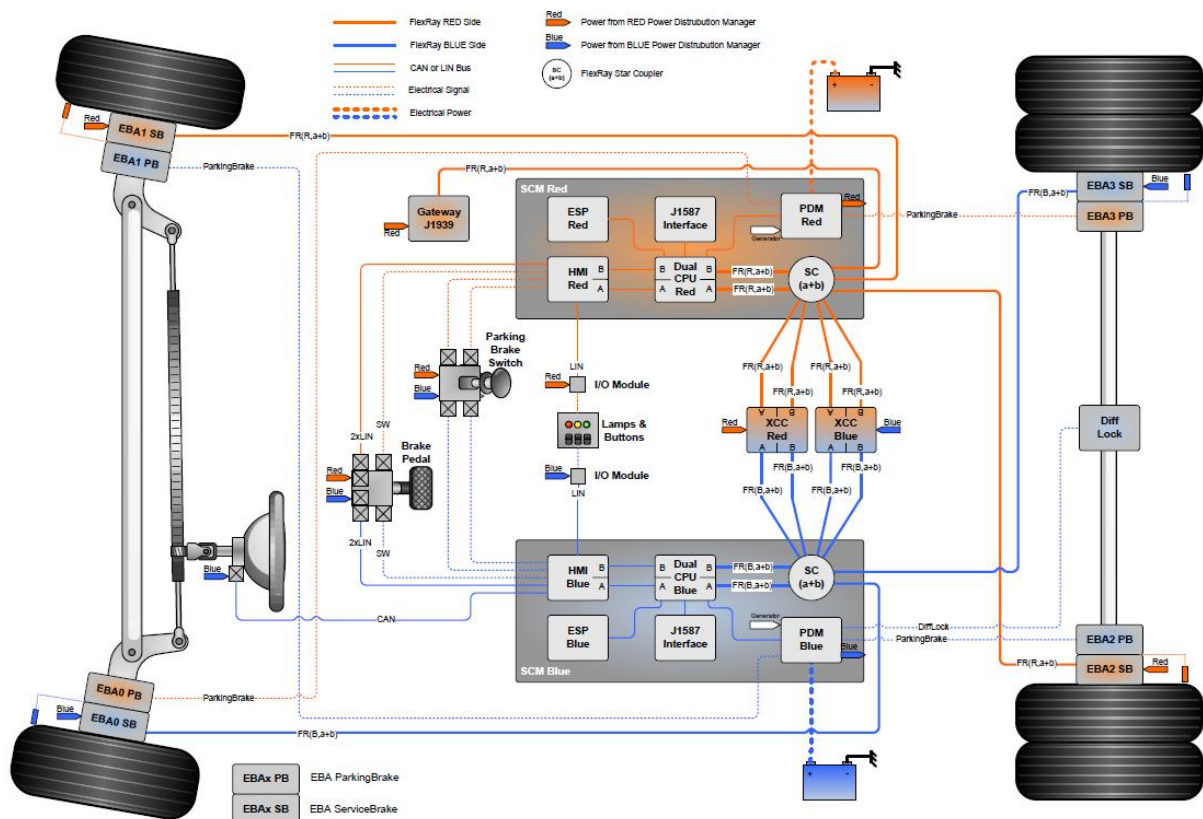 FlexRay RED Side
FlexRay BLUE Side
CAN or LIN Bus
Electrical Signal
Electrical Power
Red
Power from RED Power Distrubution Manager
Blue
Power from BLUE Power Distrubution Manager
SC
(a+b)
FlexRay Star Coupler
+ -
Red
EBA1 SB
EBA1 PB
FR(R,a+b)
ParkingBrake
FR(R,a+b)
Gateway
J1939
Red
SCM Red
ESP
Red
J1587
Interface
PDM
Red
Red
Generator
HMI
Red
B
A
B
A
Dual
CPU
Red
B
A
FR(R,a+b)
FR(R,a+b)
SC
(a+b)
ParkingBrake
FR(B,a+b)
EBA3 SB
Blue
EBA3 PB
Parking
Brake
Switch
Red
Blue
LIN
Red
I/O Module
Lamps &
Buttons
Blue
I/O Module
LIN
FR(R,a+b)
FR(R,a+b)
FR(R,a+b)
FR(R,a+b)
Red
A B
XCC
Red
A B
A B
XCC
Blue
A B
Blue
FR(B,a+b)
FR(B,a+b)
FR(B,a+b)
FR(B,a+b)
Diff
Lock
2xLIN
SW
Brake
Pedal
Red
Blue
2xLIN
SW
Blue
CAN
HMI
Blue
B
A
B
A
Dual
CPU
Blue
B
A
FR(B,a+b)
FR(B,a+b)
SC
(a+b)
ESP
Blue
J1587
Interface
Generator
PDM
Blue
Blue
SCM Blue
DiffLock
ParkingBrake
FR(R,a+b)
EBA2 PB
EBA2 SB
Red
EBA0 PB
EBA0 SB
Blue
ParkingBrake
FR(B,a+b)
+ -
EBAx PB
EBA ParkingBrake
EBAx SB
EBA ServiceBrake